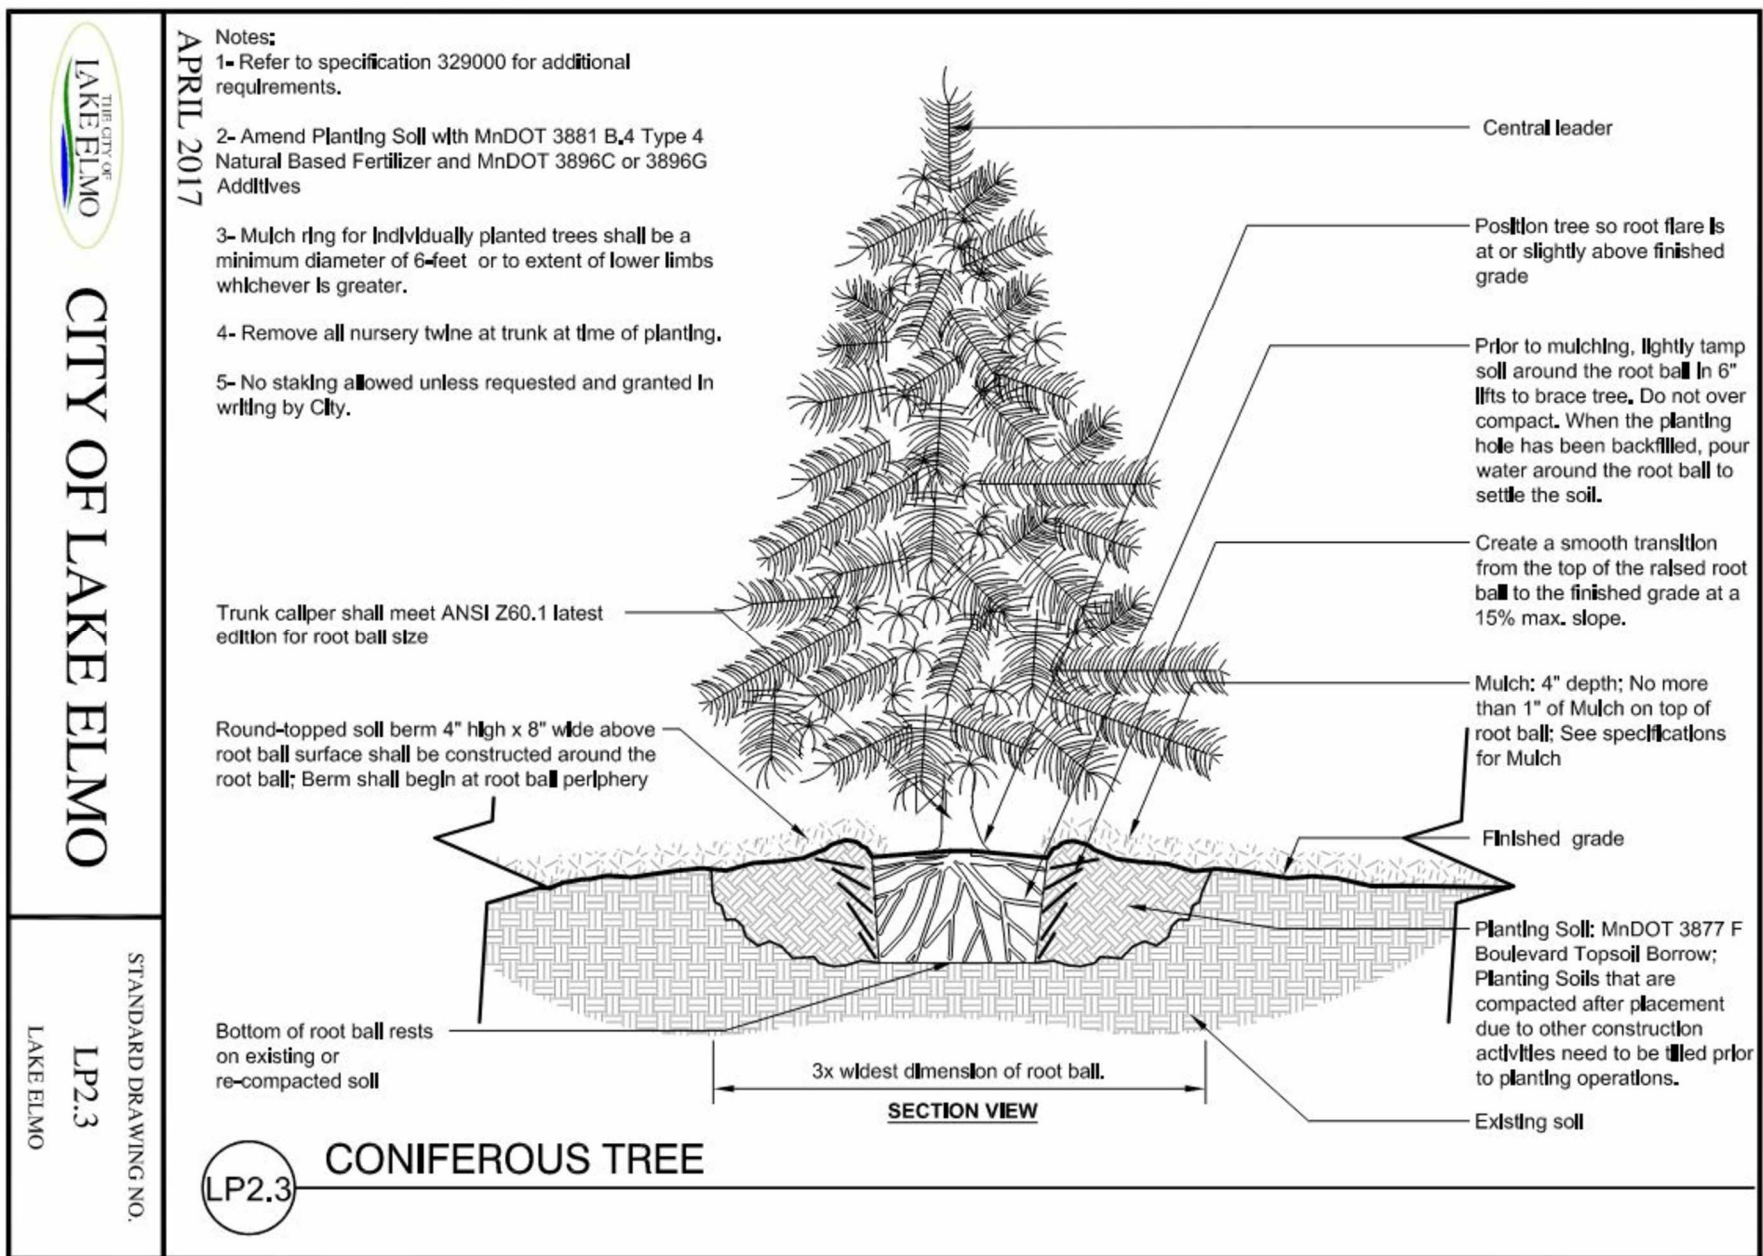 THE CITY OF
LAKE ELMO
CITY OF LAKE ELMO
STANDARD DRAWING NO.
LP2.3
LAKE ELMO
APRIL 2017
Notes:
1- Refer to specification 329000 for additional
requirements.
2- Amend Planting Soil with MnDOT 3881 B.4 Type 4
Natural Based Fertilizer and MnDOT 3896C or 3896G
Additives
3- Mulch ring for individually planted trees shall be a
minimum diameter of 6-feet or to extent of lower limbs
whichever is greater.
4- Remove all nursery twine at trunk at time of planting.
5- No staking allowed unless requested and granted in
writing by City.
Trunk caliper shall meet ANSI Z60.1 latest
edition for root ball size
Round-topped soil berm 4" high x 8" wide above
root ball surface shall be constructed around the
root ball; Berm shall begin at root ball periphery
Bottom of root ball rests
on existing or
re-compacted soil
Central leader
Position tree so root flare is
at or slightly above finished
grade
Prior to mulching, lightly tamp
soil around the root ball in 6"
lifts to brace tree. Do not over
compact. When the planting
hole has been backfilled, pour
water around the root ball to
settle the soil.
Create a smooth transition
from the top of the raised root
ball to the finished grade at a
15% max. slope.
Mulch: 4" depth; No more
than 1" of Mulch on top of
root ball; See specifications
for Mulch
Finished grade
Planting Soil: MnDOT 3877 F
Boulevard Topsoil Borrow;
Planting Soils that are
compacted after placement
due to other construction
activities need to be tilled prior
to planting operations.
Existing soil
3x widest dimension of root ball.
SECTION VIEW
LP2.3
CONIFEROUS TREE